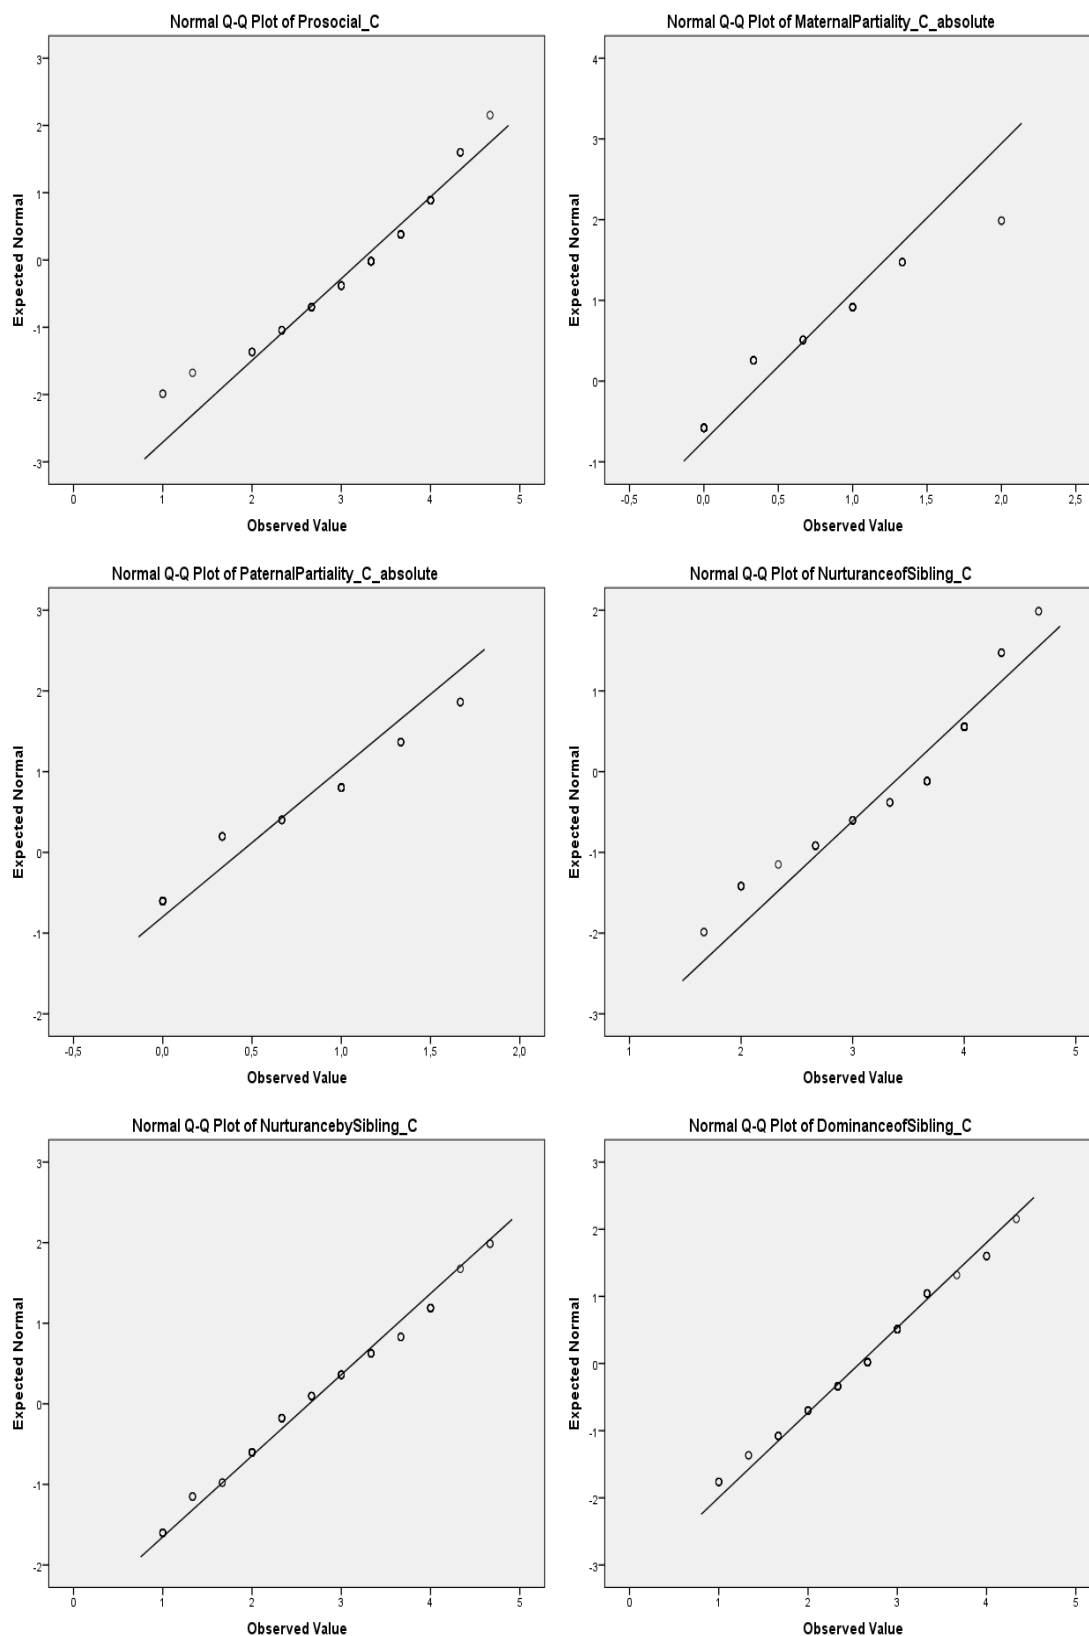 Normal Q-Q Plot of Prosocial_C
Expected Normal
3
2
1
0
-1
-2
-3
0 1 2 3 4 5
Observed Value
Normal Q-Q Plot of MaternalPartiality_C_absolute
Expected Normal
4
3
2
1
0
-1
-0,5 0,0 0,5 1,0 1,5 2,0 2,5
Observed Value
Normal Q-Q Plot of PaternalPartiality_C_absolute
Expected Normal
3
2
1
0
-1
-2
-0,5 0,0 0,5 1,0 1,5 2,0
Observed Value
Normal Q-Q Plot of NurturanceofSibling_C
Expected Normal
2
1
0
-1
-2
-3
1 2 3 4 5
Observed Value
Normal Q-Q Plot of NurturancebySibling_C
Expected Normal
3
2
1
0
-1
-2
0 1 2 3 4 5
Observed Value
Normal Q-Q Plot of DominanceofSibling_C
Expected Normal
3
2
1
0
-1
-2
-3
0 1 2 3 4 5
Observed Value